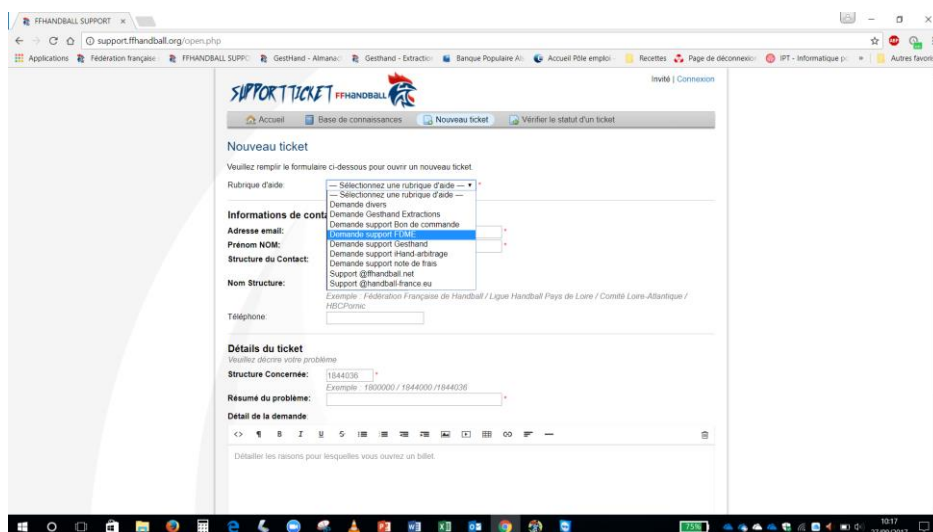 FFHANDBALL SUPPORT
support.ffhandball.org/open.php
Applications Fédération française FFHANDBALL SUPPO GestHand - Almana Gesthand - Extraction Banque Populaire Al Accueil Pôle emploi Recettes Page de déconnexion IPT - Informatique p » Autres favoris
Invité | Connexion
SUPPORT TICKET FFHANDBALL
Accueil Base de connaissances Nouveau ticket Vérifier le statut d'un ticket
Nouveau ticket
Veuillez remplir le formulaire ci-dessous pour ouvrir un nouveau ticket.
Rubrique d'aide: — Sélectionnez une rubrique d'aide — *
— Sélectionnez une rubrique d'aide —
Demande divers
Demande Gesthand Extractions
Demande support Bon de commande
Demande support FDME
Demande support Gesthand
Demande support iHand-arbitrage
Demande support note de frais
Support @ffhandball.net
Support @handball-france.eu
Informations de conta
Adresse email: *
Prénom NOM: *
Structure du Contact:
Nom Structure:
Exemple : Fédération Française de Handball / Ligue Handball Pays de Loire / Comité Loire-Atlantique /
HBCPornic
Téléphone:
Détails du ticket
Veuillez décrire votre problème
Structure Concernée: 1844036 *
Exemple : 1800000 / 1844000 /1844036
Résumé du problème: *
Détail de la demande:
Détailler les raisons pour lesquelles vous ouvrez un billet.
75%
10:17
27/09/2017